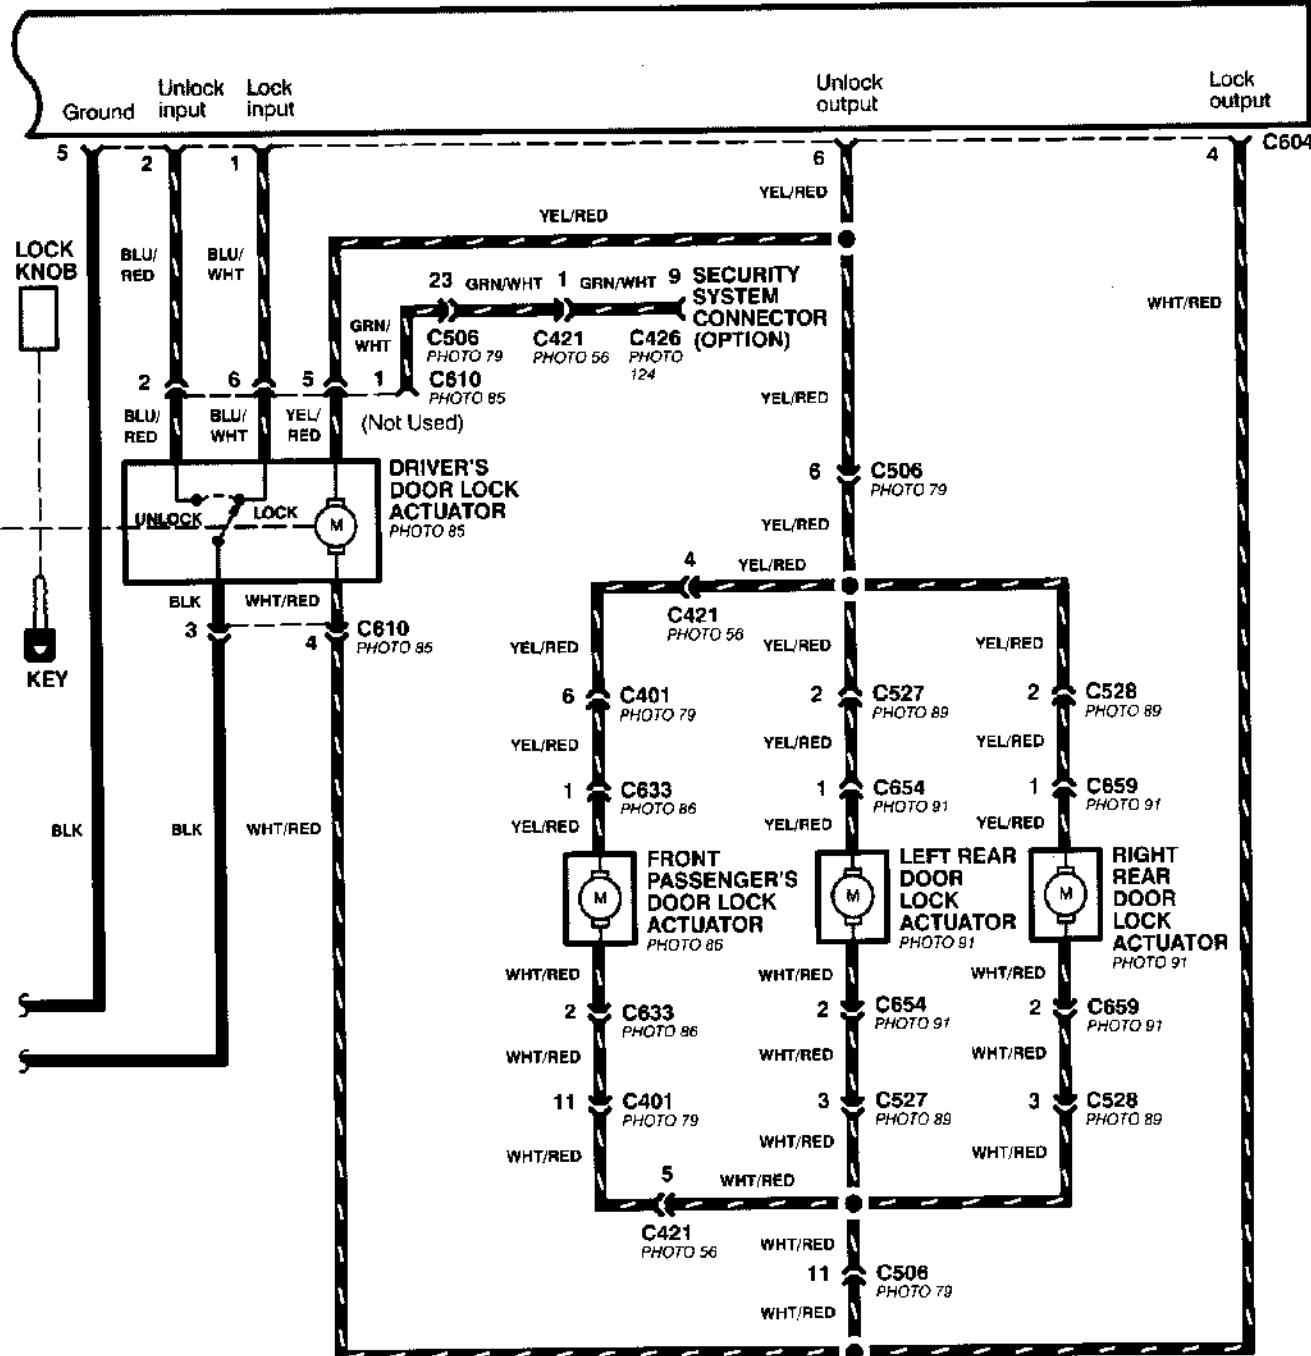 Ground
Unlock input
Lock input
Unlock output
Lock output
5
2
1
6
4
C604
YEL/RED
YEL/RED
LOCK KNOB
BLU/ RED
BLU/ WHT
WHT/RED
23
GRN/WHT
1
GRN/WHT
9
SECURITY SYSTEM CONNECTOR (OPTION)
GRN/ WHT
C506
PHOTO 79
C421
PHOTO 56
C426
PHOTO 124
2
6
5
1
C610
PHOTO 85
(Not Used)
YEL/RED
BLU/ RED
BLU/ WHT
YEL/ RED
DRIVER'S DOOR LOCK ACTUATOR
PHOTO 85
UNLOCK
LOCK
M
6
C506
PHOTO 79
YEL/RED
4
YEL/RED
C421
PHOTO 56
BLK
WHT/RED
3
4
C610
PHOTO 85
KEY
YEL/RED
YEL/RED
YEL/RED
6
C401
PHOTO 79
2
C527
PHOTO 89
2
C528
PHOTO 89
YEL/RED
YEL/RED
YEL/RED
1
C633
PHOTO 86
1
C654
PHOTO 91
1
C659
PHOTO 91
BLK
BLK
WHT/RED
YEL/RED
YEL/RED
YEL/RED
M
FRONT PASSENGER'S DOOR LOCK ACTUATOR
PHOTO 86
M
LEFT REAR DOOR LOCK ACTUATOR
PHOTO 91
M
RIGHT REAR DOOR LOCK ACTUATOR
PHOTO 91
WHT/RED
WHT/RED
WHT/RED
2
C633
PHOTO 86
2
C654
PHOTO 91
2
C659
PHOTO 91
WHT/RED
WHT/RED
WHT/RED
11
C401
PHOTO 79
3
C527
PHOTO 89
3
C528
PHOTO 89
WHT/RED
WHT/RED
WHT/RED
5
WHT/RED
C421
PHOTO 56
WHT/RED
11
C506
PHOTO 79
WHT/RED